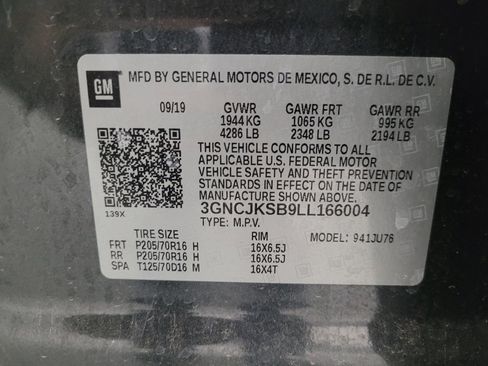 GM
MFD BY GENERAL MOTORS DE MEXICO, S. DE R.L. DE C.V.
09/19 GVWR GAWR FRT GAWR RR
1944 KG 1065 KG 995 KG
4286 LB 2348 LB 2194 LB
THIS VEHICLE CONFORMS TO ALL
APPLICABLE U.S. FEDERAL MOTOR
VEHICLE SAFETY AND THEFT PREVENTION
STANDARDS IN EFFECT ON THE DATE OF
MANUFACTURE SHOWN ABOVE.
3GNCJKSB9LL166004
139X TYPE: M.P.V.
TIRE SIZE RIM MODEL: 941JU76
FRT P205/70R16 H 16X6.5J
RR P205/70R16 H 16X6.5J
SPA T125/70D16 M 16X4T